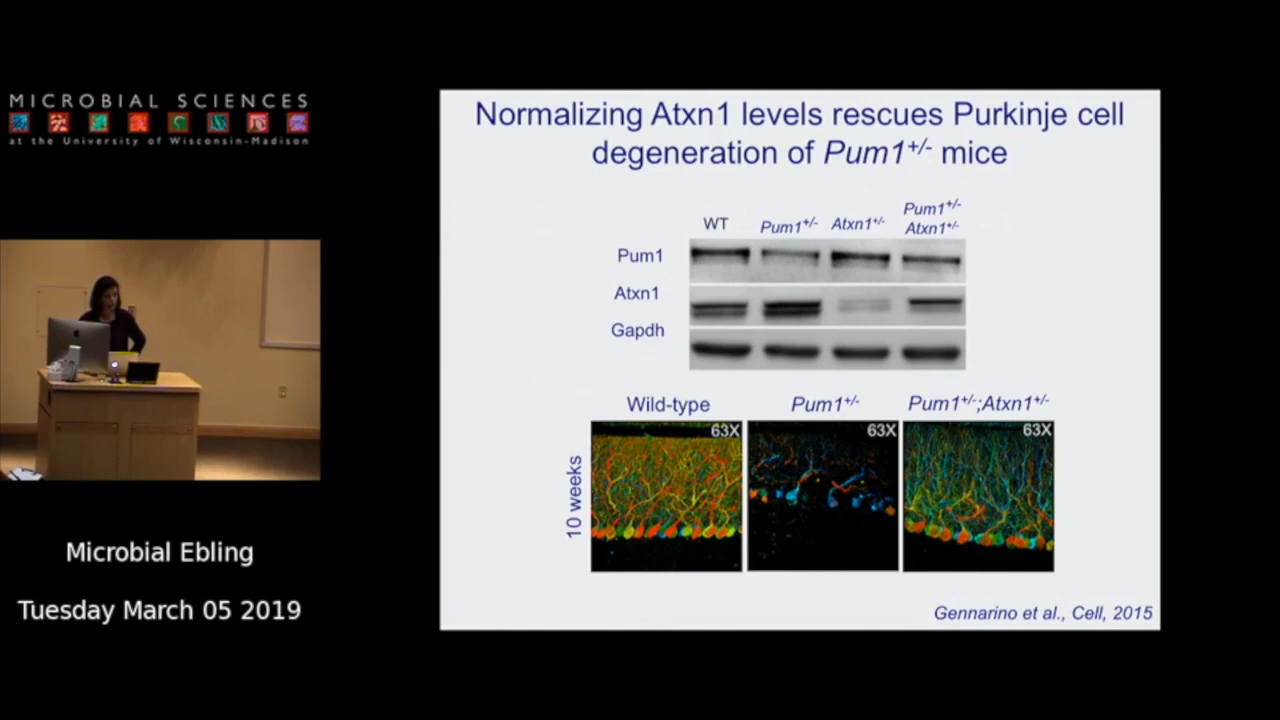 MICROBIAL SCIENCES
at the University of Wisconsin-Madison
Microbial Ebling
Tuesday March 05 2019
Normalizing Atxn1 levels rescues Purkinje cell
degeneration of Pum1+/- mice
WT
Pum1+/-
Atxn1+/-
Pum1+/-
Atxn1+/-
Pum1
Atxn1
Gapdh
Wild-type
Pum1+/-
Pum1+/-;Atxn1+/-
10 weeks
63X
63X
63X
Gennarino et al., Cell, 2015